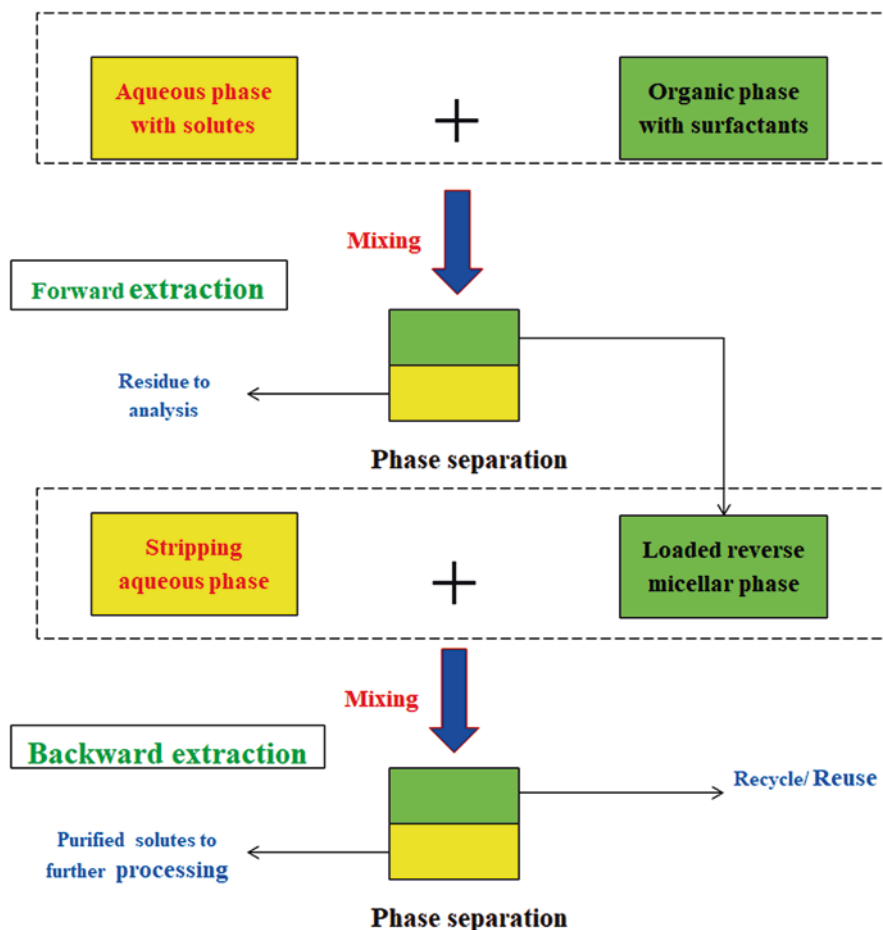 Aqueous phase
with solutes
+
Organic phase
with surfactants
Mixing
Forward extraction
Residue to
analysis
Phase separation
Stripping
aqueous phase
+
Loaded reverse
micellar phase
Mixing
Backward extraction
Recycle/ Reuse
Purified solutes to
further processing
Phase separation